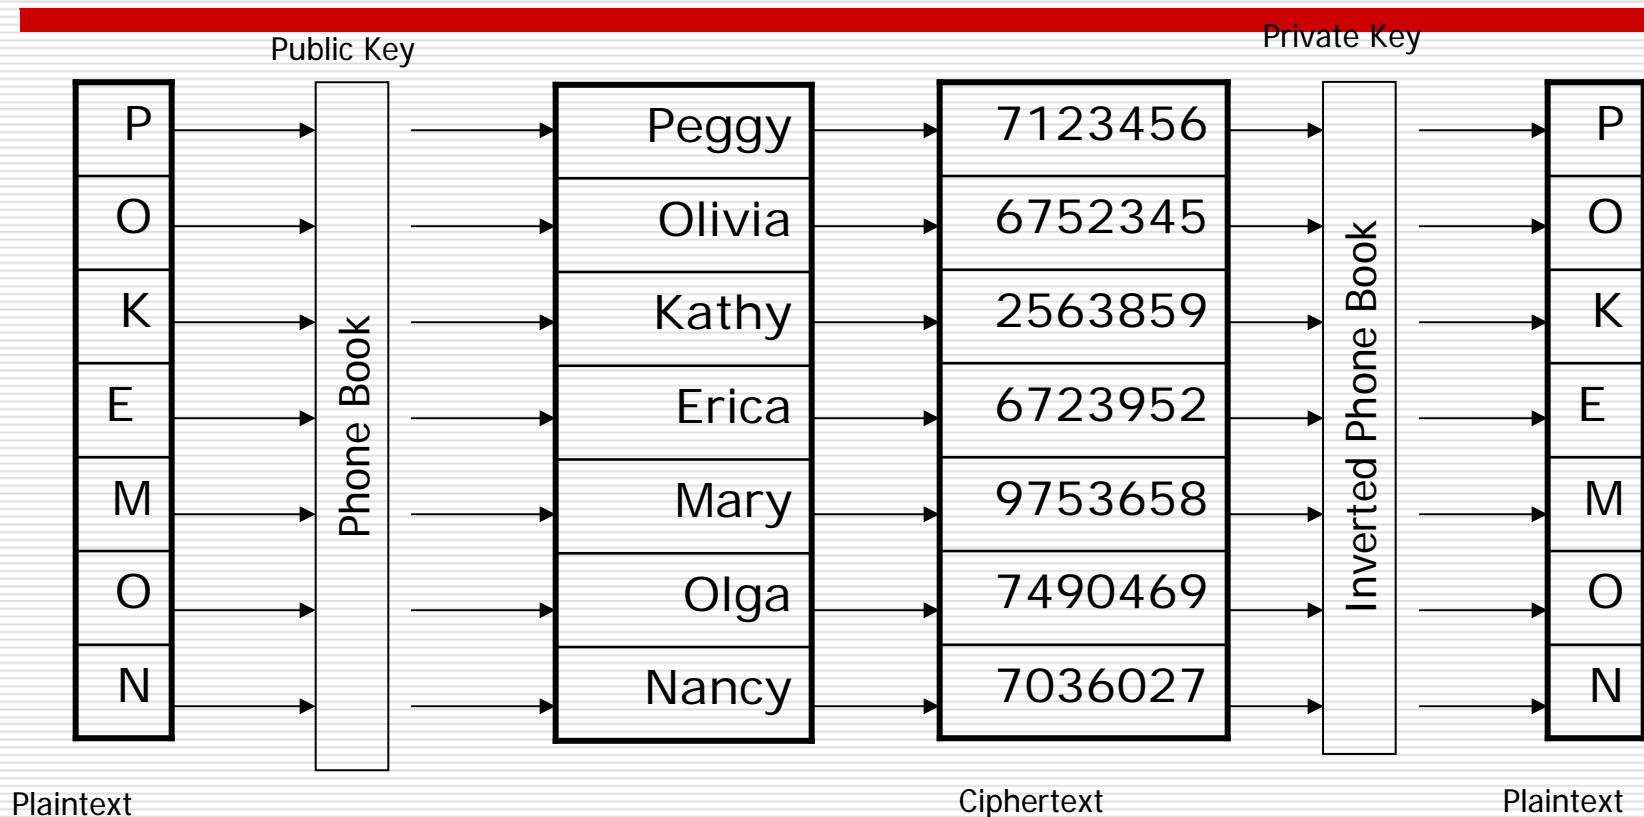 Public Key
Private Key
P Peggy 7123456 P
O Olivia 6752345 O
K Kathy 2563859 K
E Erica 6723952 E
M Mary 9753658 M
O Olga 7490469 O
N Nancy 7036027 N
Phone Book
Inverted Phone Book
Plaintext Ciphertext Plaintext